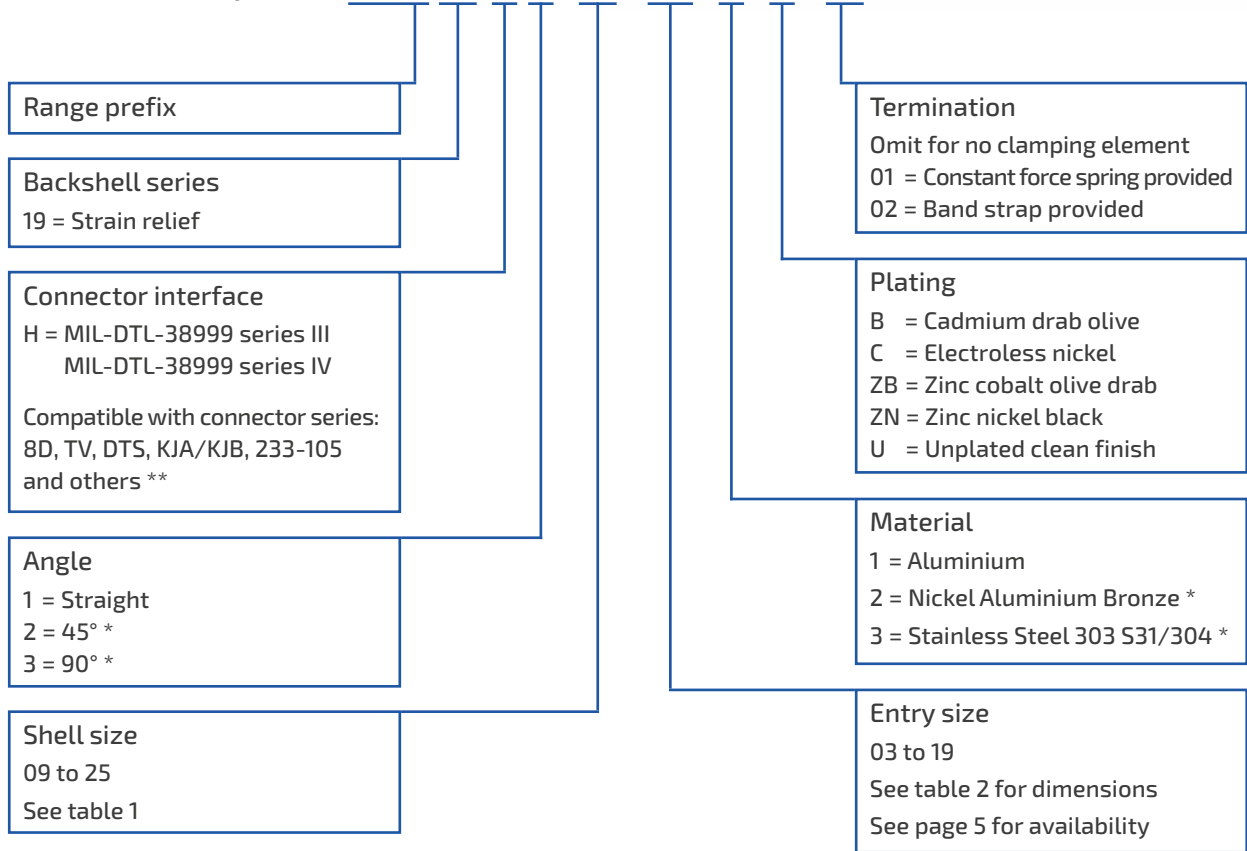 Range prefix
Backshell series
19 = Strain relief
Connector interface
H = MIL-DTL-38999 series III
MIL-DTL-38999 series IV
Compatible with connector series:
8D, TV, DTS, KJA/KJB, 233-105
and others **
Angle
1 = Straight
2 = 45° *
3 = 90° *
Shell size
09 to 25
See table 1
Termination
Omit for no clamping element
01 = Constant force spring provided
02 = Band strap provided
Plating
B = Cadmium drab olive
C = Electroless nickel
ZB = Zinc cobalt olive drab
ZN = Zinc nickel black
U = Unplated clean finish
Material
1 = Aluminium
2 = Nickel Aluminium Bronze *
3 = Stainless Steel 303 S31/304 *
Entry size
03 to 19
See table 2 for dimensions
See page 5 for availability